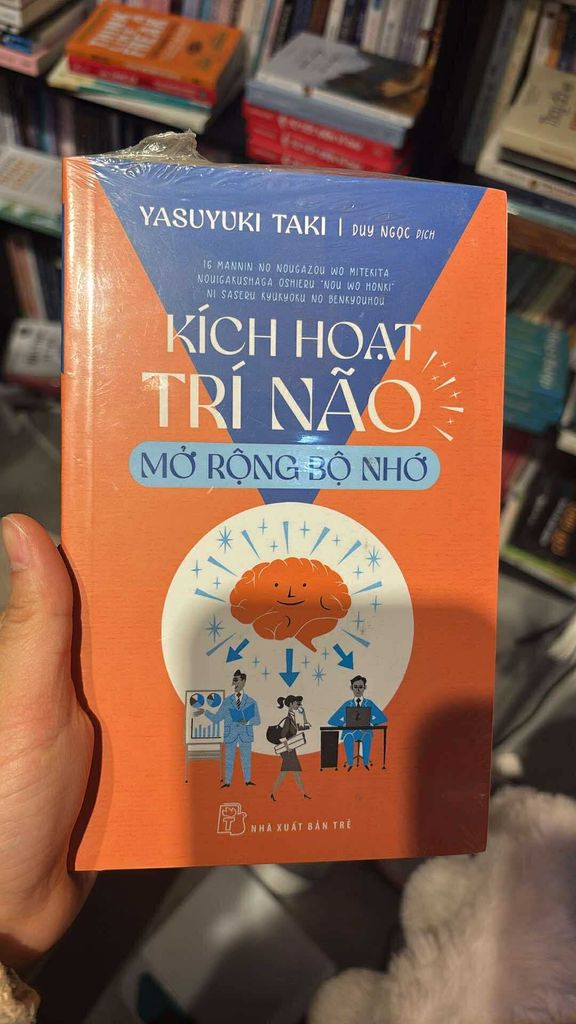 YASUYUKI TAKI | DUY NGỌC DỊCH
16 MANNIN NO NOUGAZOU WO MITEKITA
NOUIGAKUSHAGA OSHIERU "NOU WO HONKI"
NI SASERU KYUKYOKU NO BENKYOUHOU
KÍCH HOẠT
TRÍ NÃO
MỞ RỘNG BỘ NHỚ
NHÀ XUẤT BẢN TRẺ